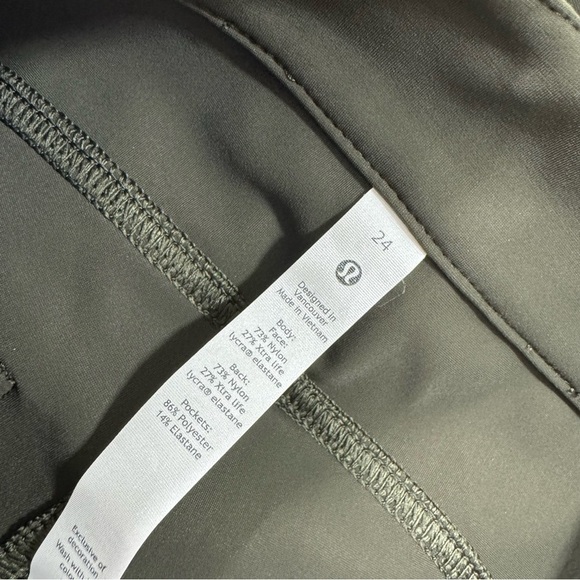 24
Designed in
Vancouver
Made in Vietnam
Body:
Face:
73% Nylon
27% Xtra life
lycra® elastane
Back:
73% Nylon
27% Xtra life
lycra® elastane
Pockets:
86% Polyester
14% Elastane
Exclusive of
decoration
Wash with